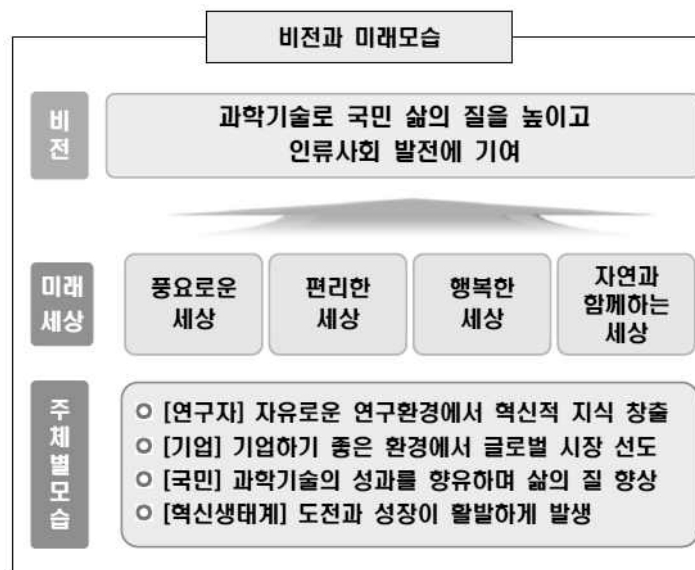 비전과 미래모습
비
전
과학기술로 국민 삶의 질을 높이고
인류사회 발전에 기여
미래
세상
풍요로운
세상
편리한
세상
행복한
세상
자연과
함께하는
세상
주
체
별
모
습
[연구자] 자유로운 연구환경에서 혁신적 지식 창출
[기업] 기업하기 좋은 환경에서 글로벌 시장 선도
[국민] 과학기술의 성과를 향유하며 삶의 질 향상
[혁신생태계] 도전과 성장이 활발하게 발생